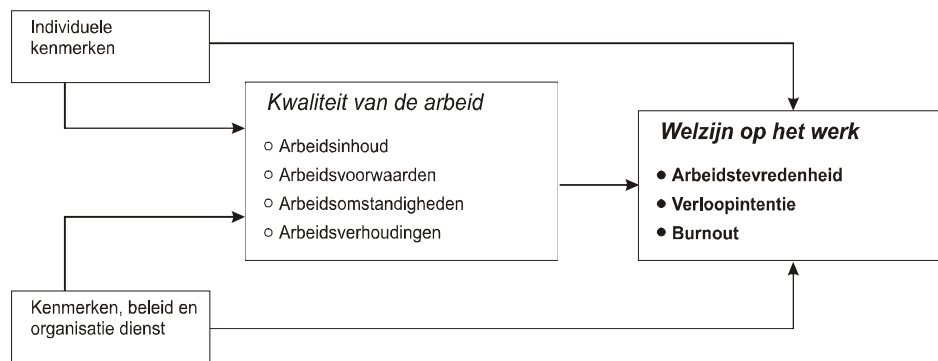 Individuele
kenmerken
Kwaliteit van de arbeid
Arbeidsinhoud
Arbeidsvoorwaarden
Arbeidsomstandigheden
Arbeidsverhoudingen
Welzijn op het werk
Arbeidstevredenheid
Verloopintentie
Burnout
Kenmerken, beleid en
organisatie dienst